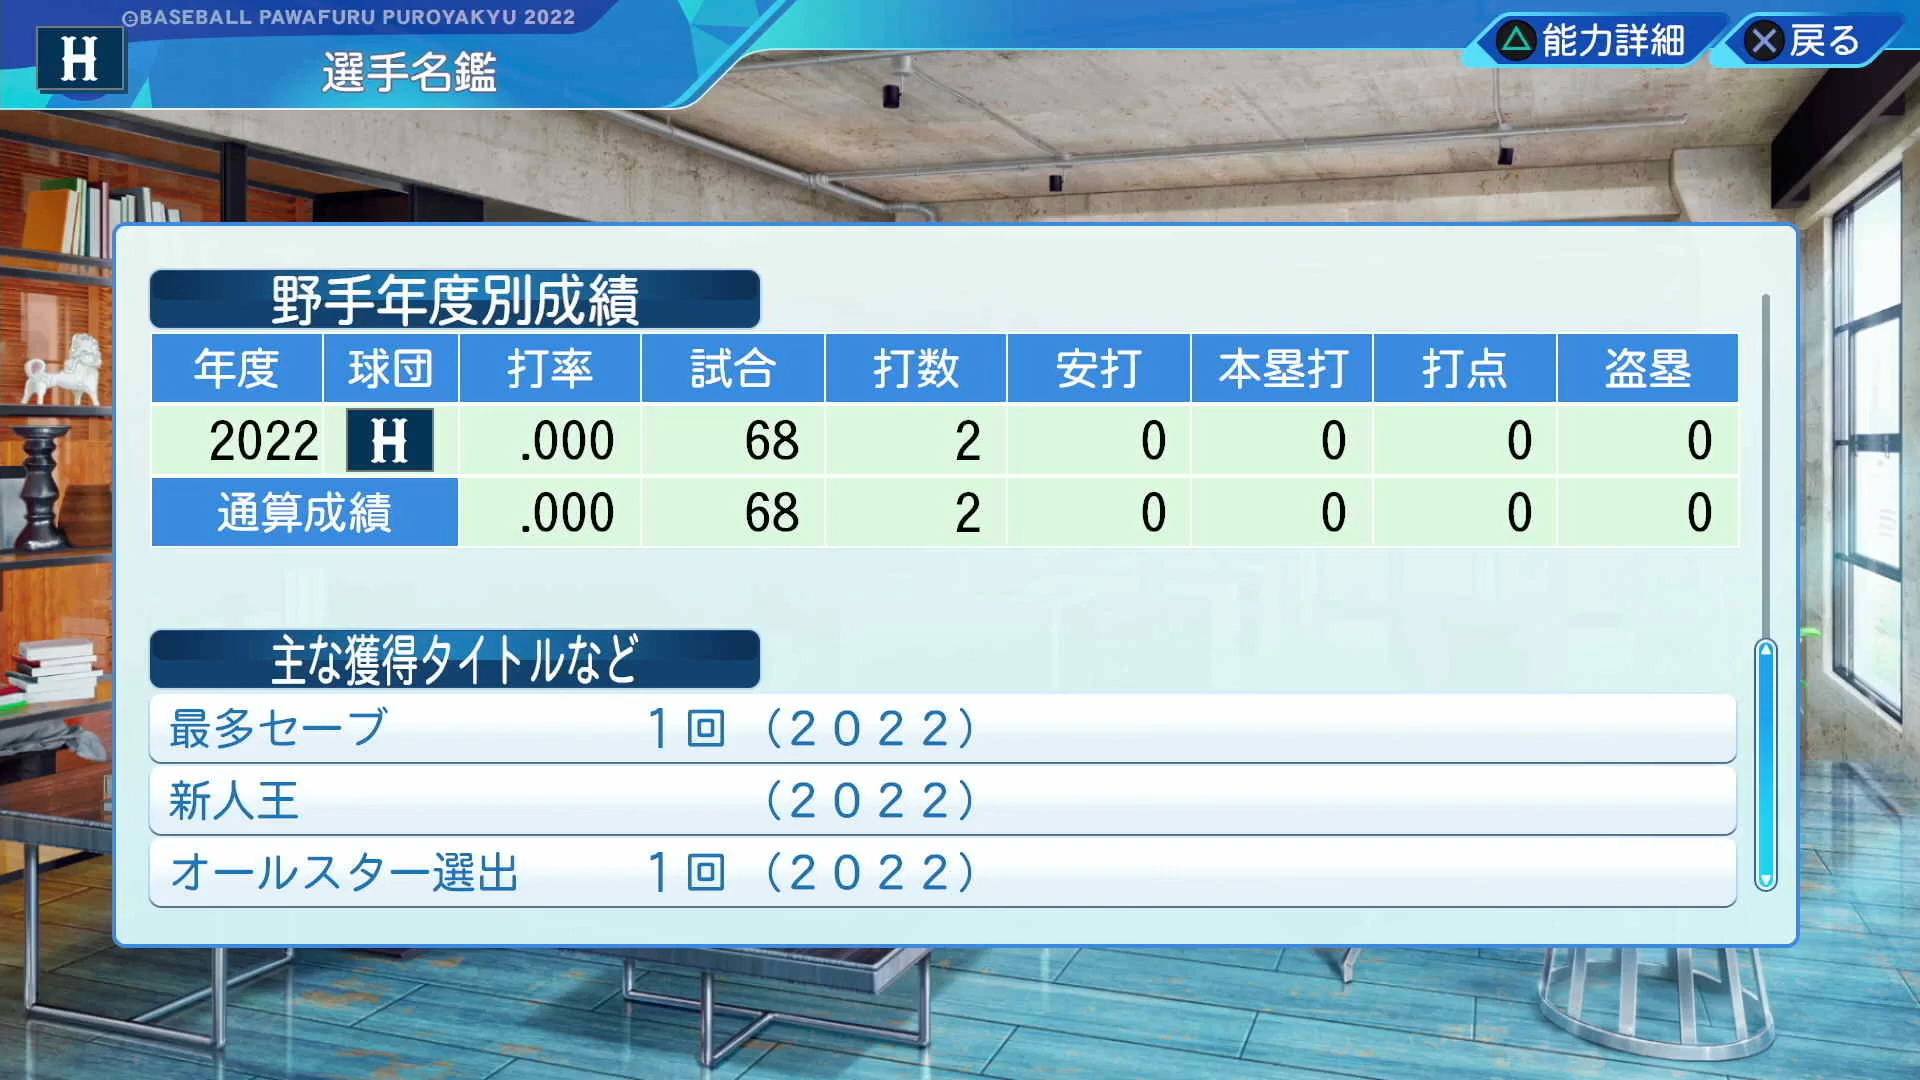 ©BASEBALL PAWAFURU PUROYAKYU 2022
H
選手名鑑
能力詳細
戻る
野手年度別成績
年度 球団 打率 試合 打数 安打 本塁打 打点 盗塁
2022 H .000 68 2 0 0 0 0
通算成績 .000 68 2 0 0 0 0
主な獲得タイトルなど
最多セーブ 1回 （２０２２）
新人王 （２０２２）
オールスター選出 1回 （２０２２）